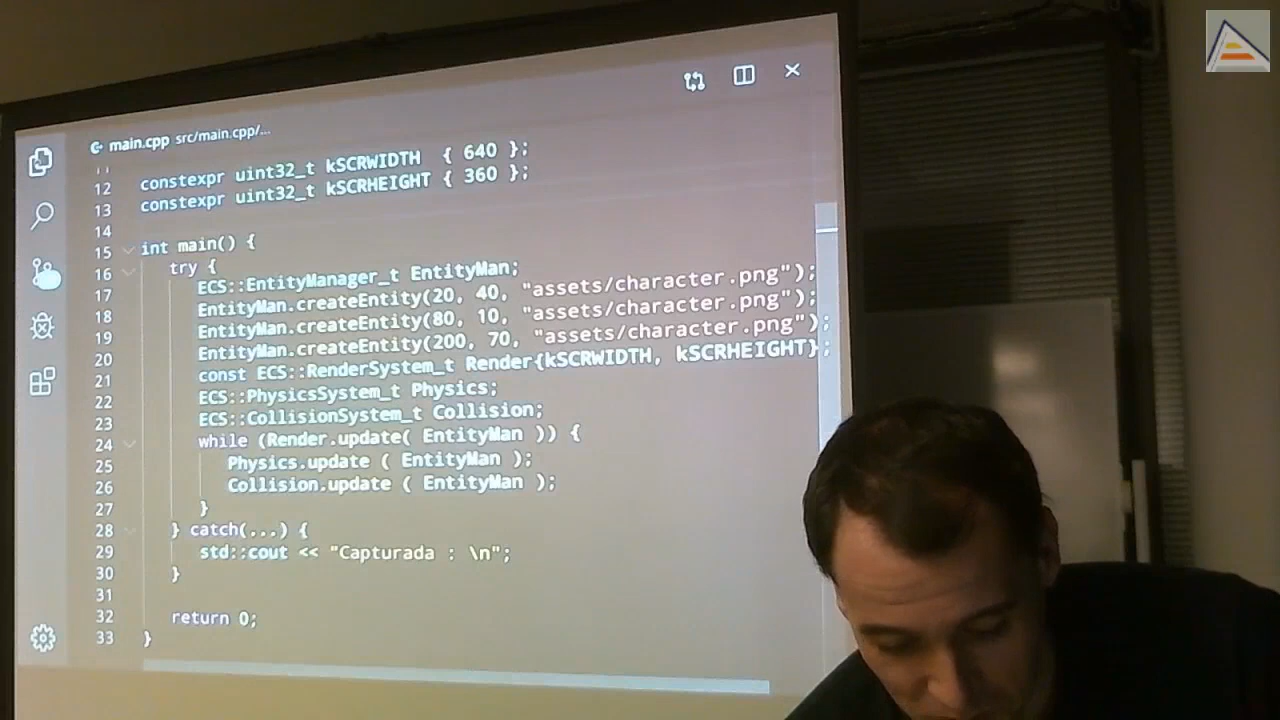 main.cpp src/main.cpp/...
11
12 constexpr uint32_t kSCRWIDTH { 640 };
13 constexpr uint32_t kSCRHEIGHT { 360 };
14
15 int main() {
16 try {
17 ECS::EntityManager_t EntityMan;
18 EntityMan.createEntity(20, 40, "assets/character.png");
19 EntityMan.createEntity(80, 10, "assets/character.png");
20 EntityMan.createEntity(200, 70, "assets/character.png");
21 const ECS::RenderSystem_t Render{kSCRWIDTH, kSCRHEIGHT};
22 ECS::PhysicsSystem_t Physics;
23 ECS::CollisionSystem_t Collision;
24 while (Render.update( EntityMan )) {
25 Physics.update ( EntityMan );
26 Collision.update ( EntityMan );
27 }
28 } catch(...) {
29 std::cout << "Capturada : \n";
30 }
31
32 return 0;
33 }